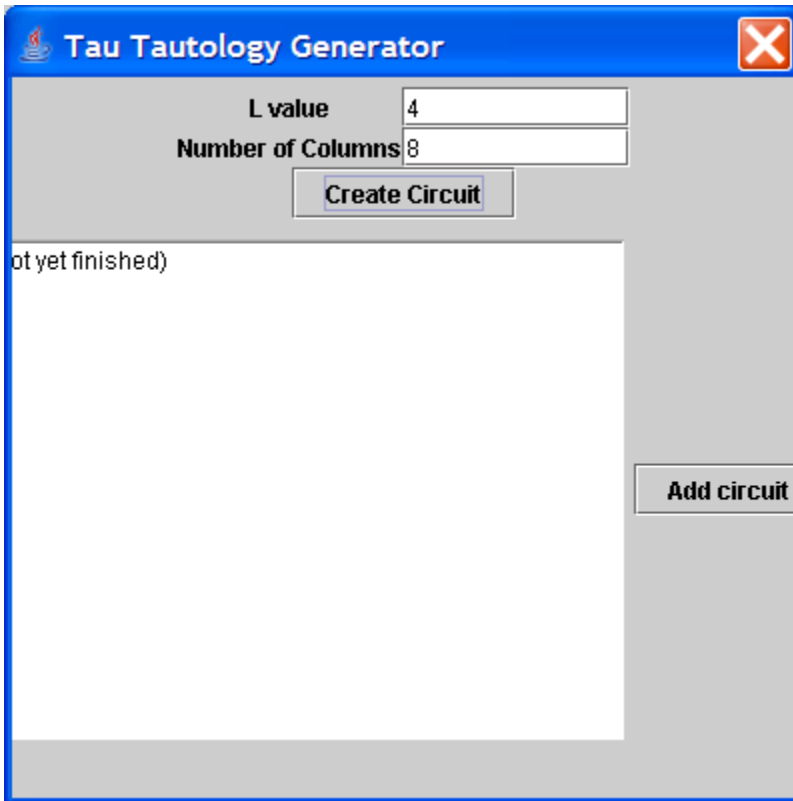 Tau Tautology Generator
L value 4
Number of Columns 8
Create Circuit
ot yet finished)
Add circuit